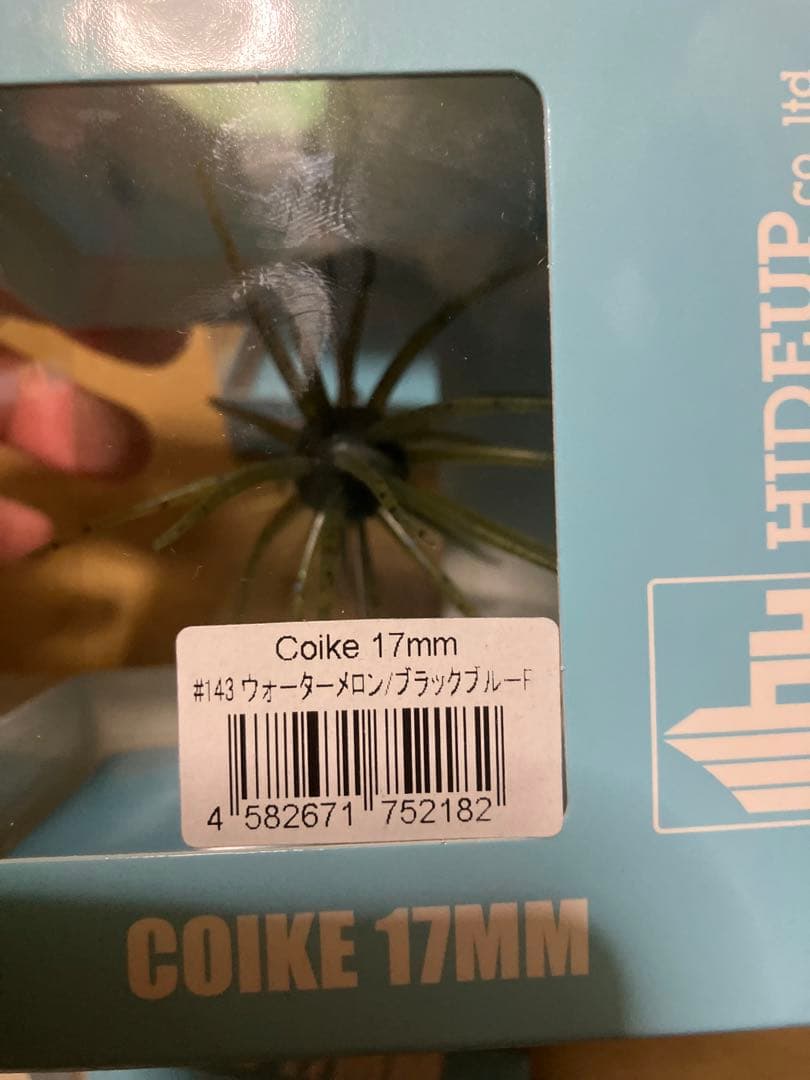 HIDEUP co. ltd
hu
Coike 17mm
#143 ウォーターメロン/ブラックブルーF
4 582671 752182
COIKE 17MM